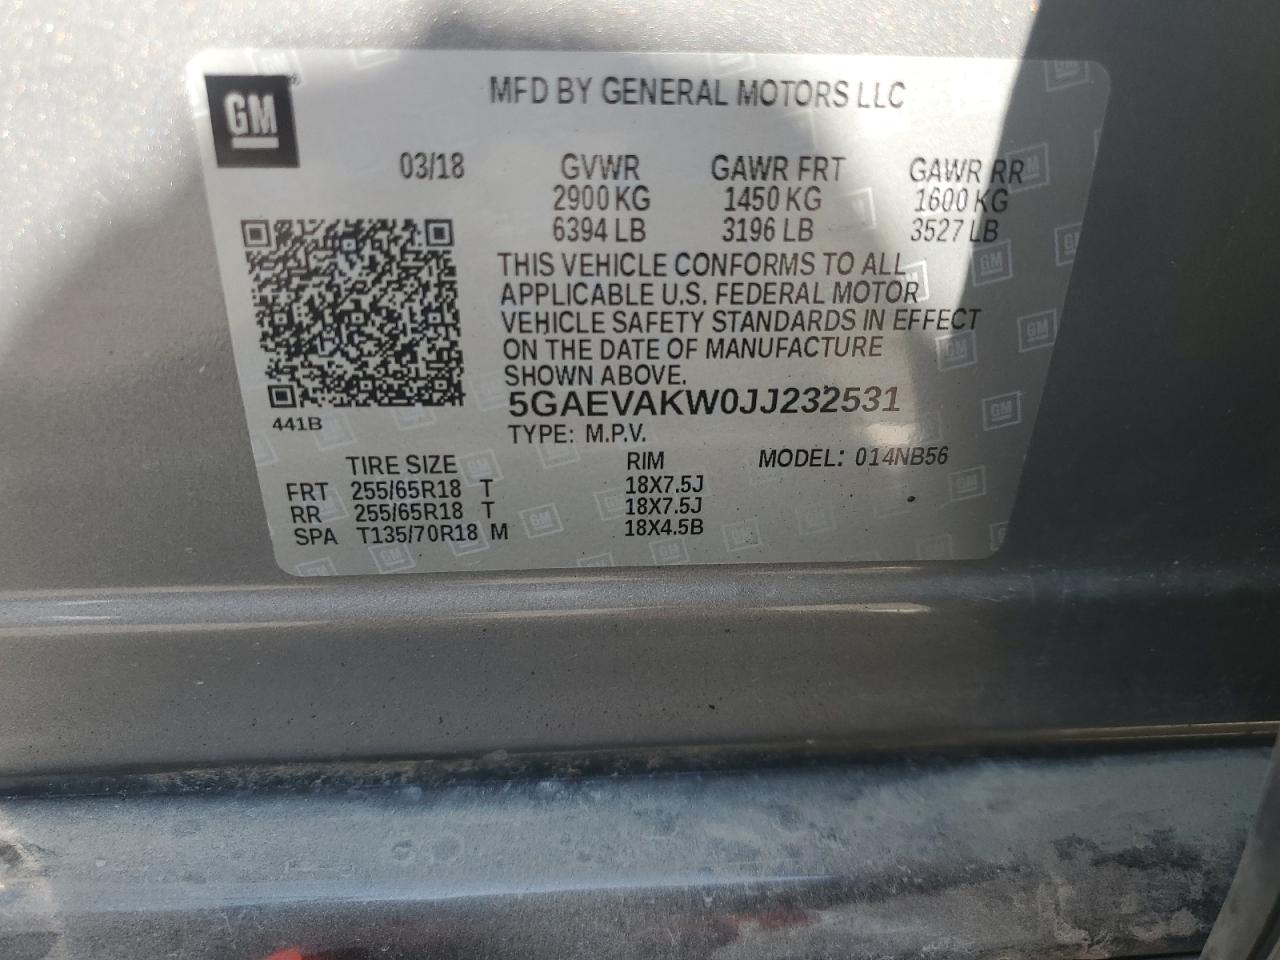 GM
MFD BY GENERAL MOTORS LLC
03/18 GVWR GAWR FRT GAWR RR
2900 KG 1450 KG 1600 KG
6394 LB 3196 LB 3527 LB
THIS VEHICLE CONFORMS TO ALL
APPLICABLE U.S. FEDERAL MOTOR
VEHICLE SAFETY STANDARDS IN EFFECT
ON THE DATE OF MANUFACTURE
SHOWN ABOVE.
5GAEVAKW0JJ232531
441B
TYPE: M.P.V.
TIRE SIZE RIM MODEL: 014NB56
FRT 255/65R18 T 18X7.5J
RR 255/65R18 T 18X7.5J
SPA T135/70R18 M 18X4.5B